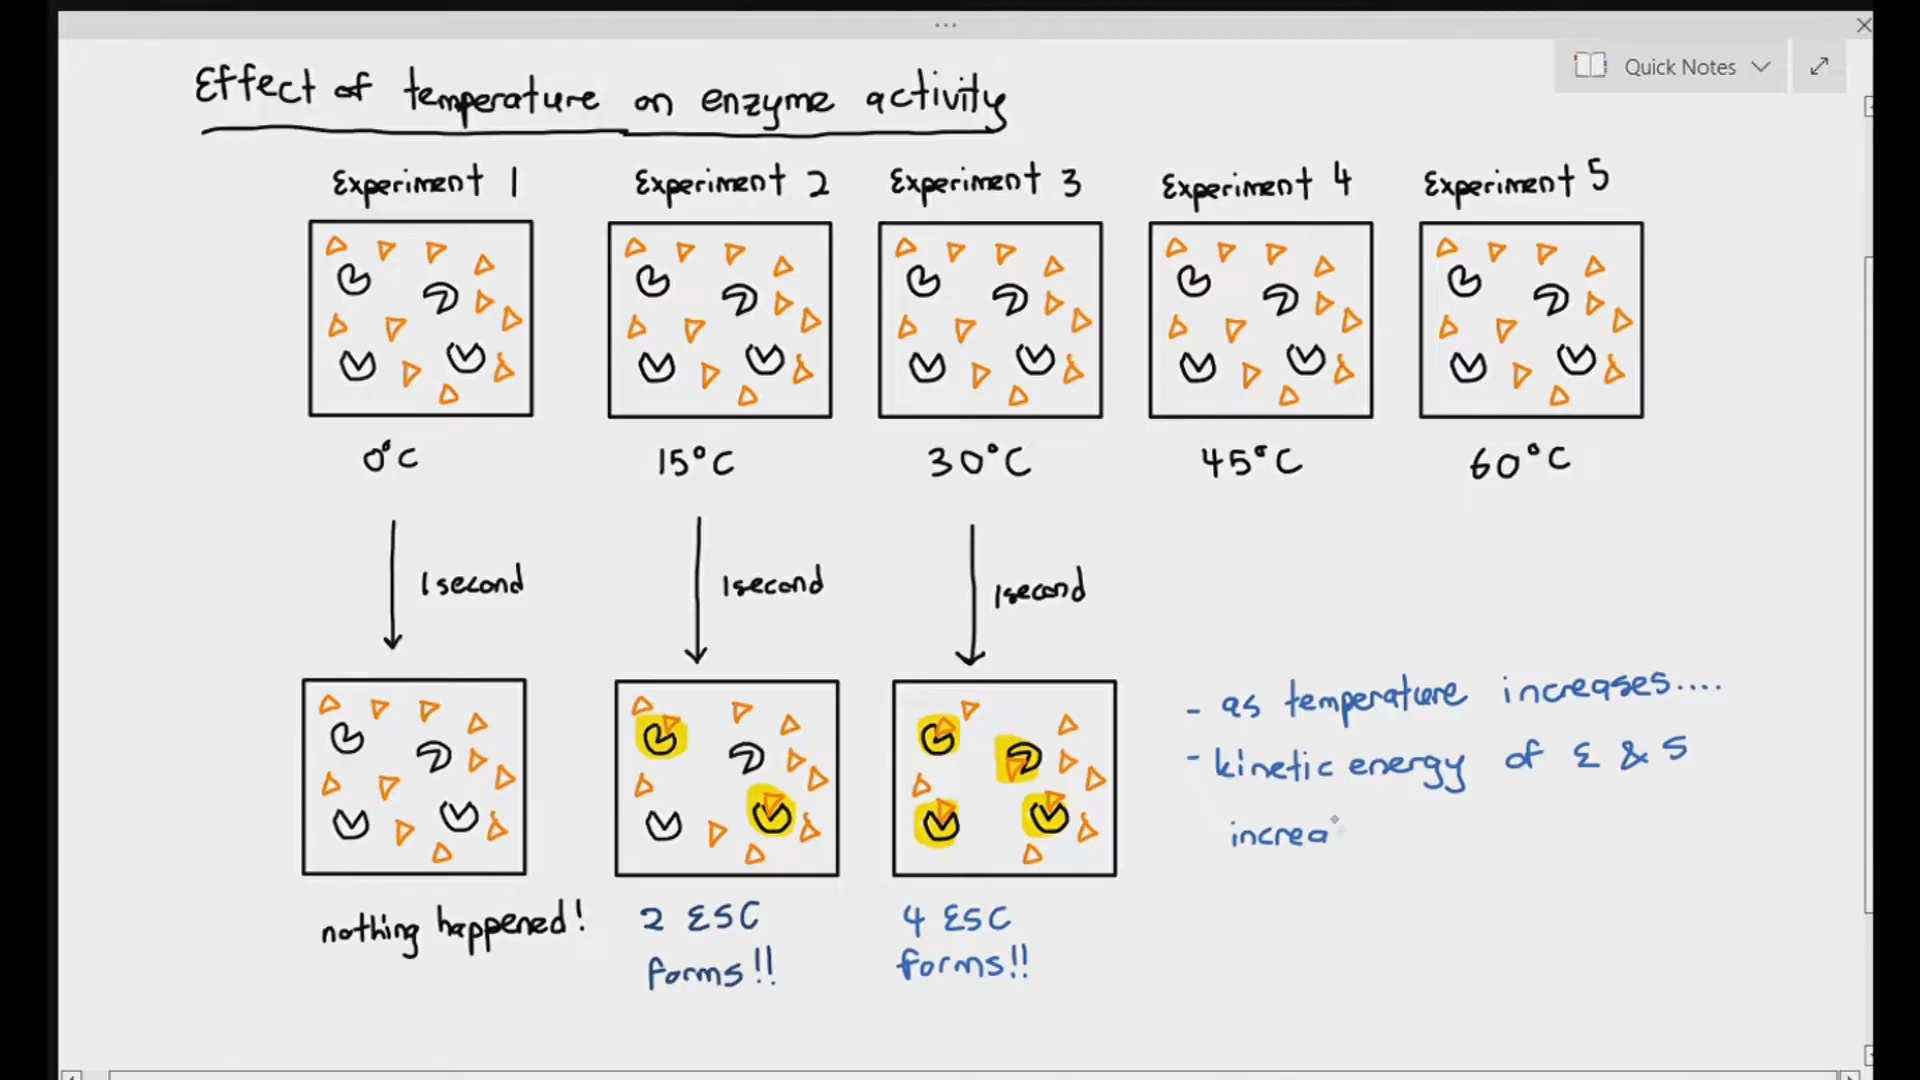 Quick Notes
Effect of temperature on enzyme activity
Experiment 1
Experiment 2
Experiment 3
Experiment 4
Experiment 5
0°C
15°C
30°C
45°C
60°C
1 second
1 second
1 second
- as temperature increases....
- kinetic energy of E & S
increa
nothing happened!
2 ESC
forms!!
4 ESC
forms!!